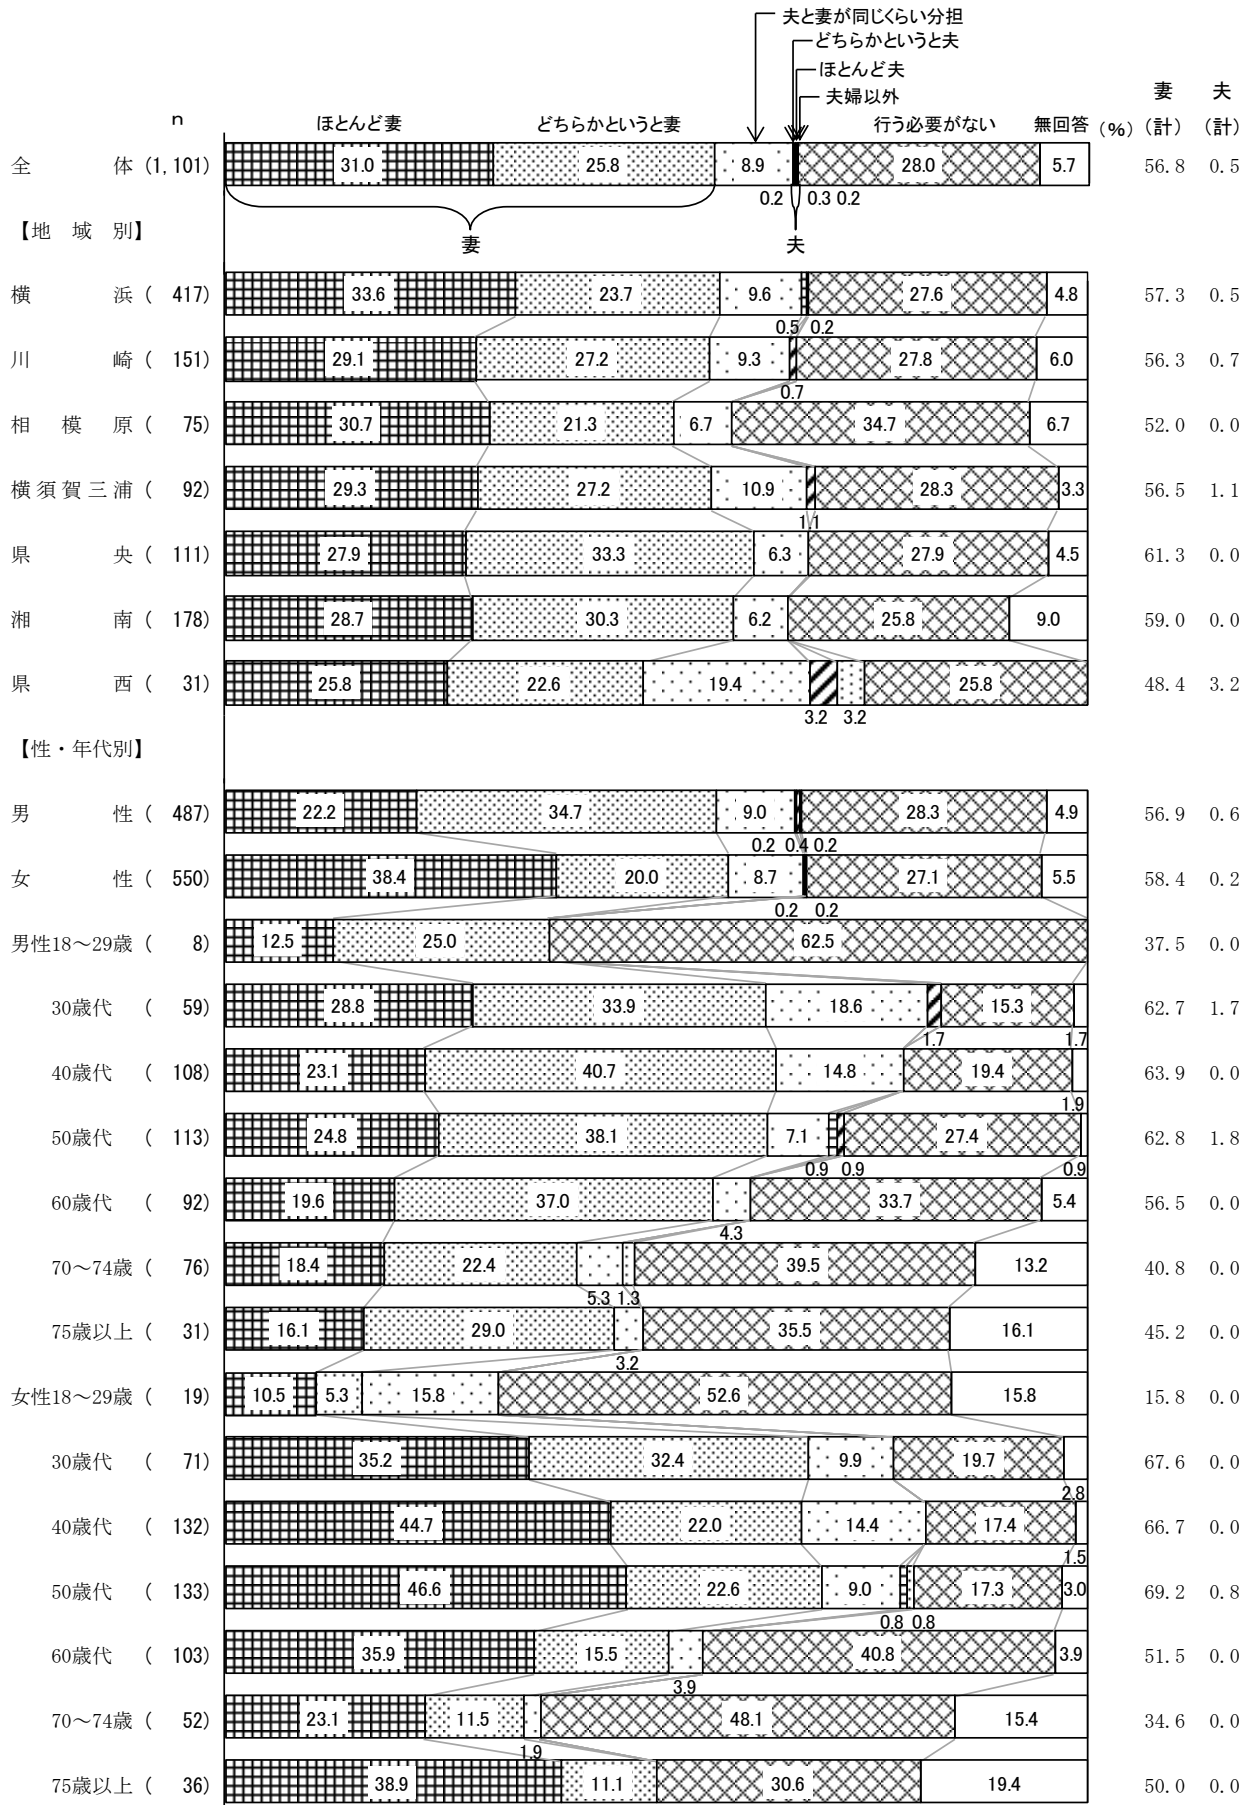 夫と妻が同じくらい分担
どちらかというと夫
ほとんど夫
夫婦以外
妻 夫
n ほとんど妻 どちらかというと妻 行う必要がない 無回答 (%) (計) (計)
全体 (1,101) 31.0 25.8 8.9 28.0 5.7 56.8 0.5
0.2 0.3 0.2
【地域別】 妻 夫
横浜 ( 417) 33.6 23.7 9.6 27.6 4.8 57.3 0.5
0.5 0.2
川崎 ( 151) 29.1 27.2 9.3 27.8 6.0 56.3 0.7
0.7
相模原 ( 75) 30.7 21.3 6.7 34.7 6.7 52.0 0.0
横須賀三浦 ( 92) 29.3 27.2 10.9 28.3 3.3 56.5 1.1
1.1
県央 ( 111) 27.9 33.3 6.3 27.9 4.5 61.3 0.0
湘南 ( 178) 28.7 30.3 6.2 25.8 9.0 59.0 0.0
県西 ( 31) 25.8 22.6 19.4 25.8 48.4 3.2
3.2 3.2
【性・年代別】
男性 ( 487) 22.2 34.7 9.0 28.3 4.9 56.9 0.6
0.2 0.4 0.2
女性 ( 550) 38.4 20.0 8.7 27.1 5.5 58.4 0.2
0.2 0.2
男性18～29歳 ( 8) 12.5 25.0 62.5 37.5 0.0
30歳代 ( 59) 28.8 33.9 18.6 15.3 62.7 1.7
1.7 1.7
40歳代 ( 108) 23.1 40.7 14.8 19.4 63.9 0.0
1.9
50歳代 ( 113) 24.8 38.1 7.1 27.4 62.8 1.8
0.9 0.9 0.9
60歳代 ( 92) 19.6 37.0 33.7 5.4 56.5 0.0
4.3
70～74歳 ( 76) 18.4 22.4 39.5 13.2 40.8 0.0
5.3 1.3
75歳以上 ( 31) 16.1 29.0 35.5 16.1 45.2 0.0
3.2
女性18～29歳 ( 19) 10.5 5.3 15.8 52.6 15.8 15.8 0.0
30歳代 ( 71) 35.2 32.4 9.9 19.7 67.6 0.0
2.8
40歳代 ( 132) 44.7 22.0 14.4 17.4 66.7 0.0
1.5
50歳代 ( 133) 46.6 22.6 9.0 17.3 3.0 69.2 0.8
0.8 0.8
60歳代 ( 103) 35.9 15.5 40.8 3.9 51.5 0.0
3.9
70～74歳 ( 52) 23.1 11.5 48.1 15.4 34.6 0.0
1.9
75歳以上 ( 36) 38.9 11.1 30.6 19.4 50.0 0.0